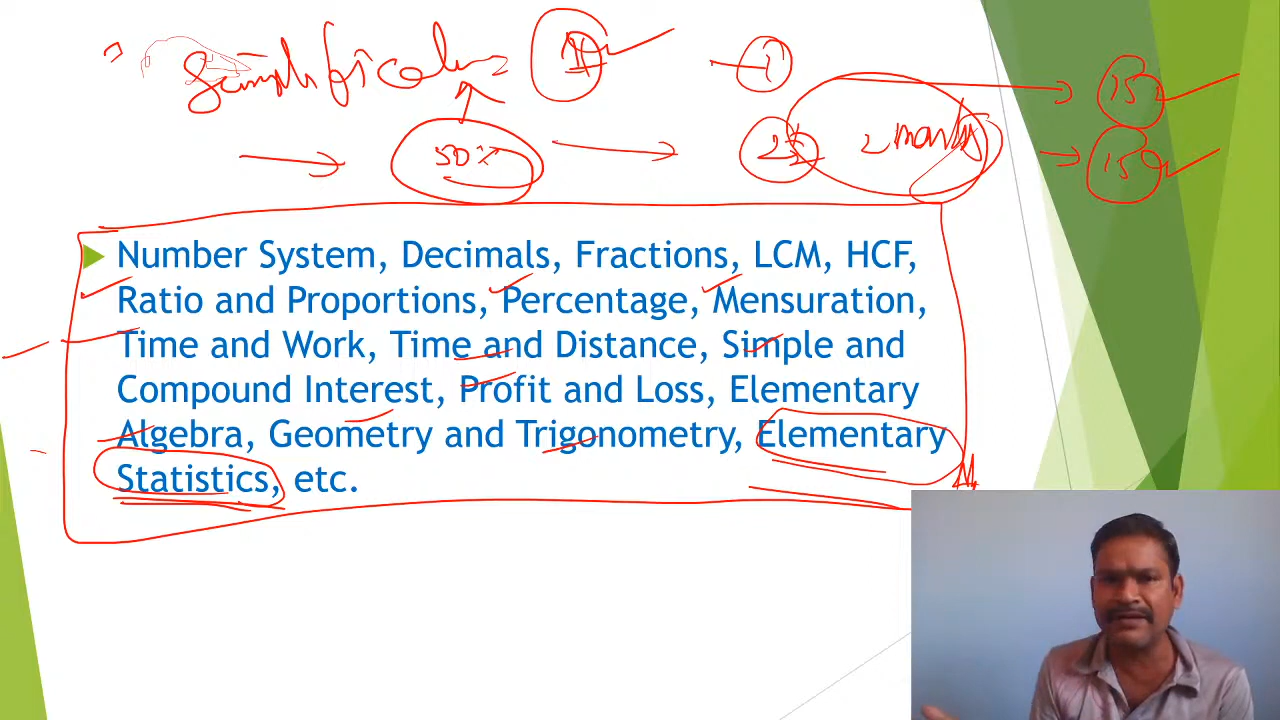 50%
2 marks
15
15
Number System, Decimals, Fractions, LCM, HCF,
Ratio and Proportions, Percentage, Mensuration,
Time and Work, Time and Distance, Simple and
Compound Interest, Profit and Loss, Elementary
Algebra, Geometry and Trigonometry, Elementary
Statistics, etc.